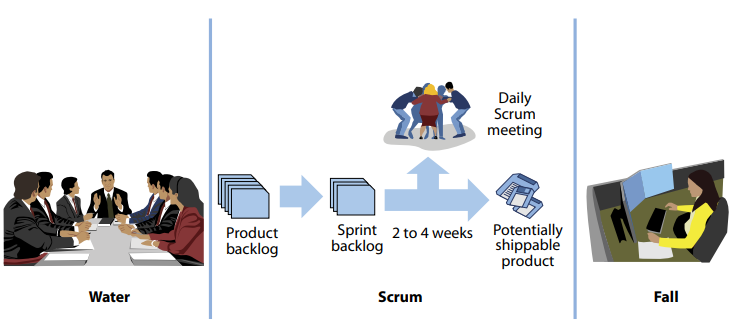 Daily
Scrum
meeting
Product
backlog
Sprint
backlog
2 to 4 weeks
Potentially
shippable
product
Water
Scrum
Fall